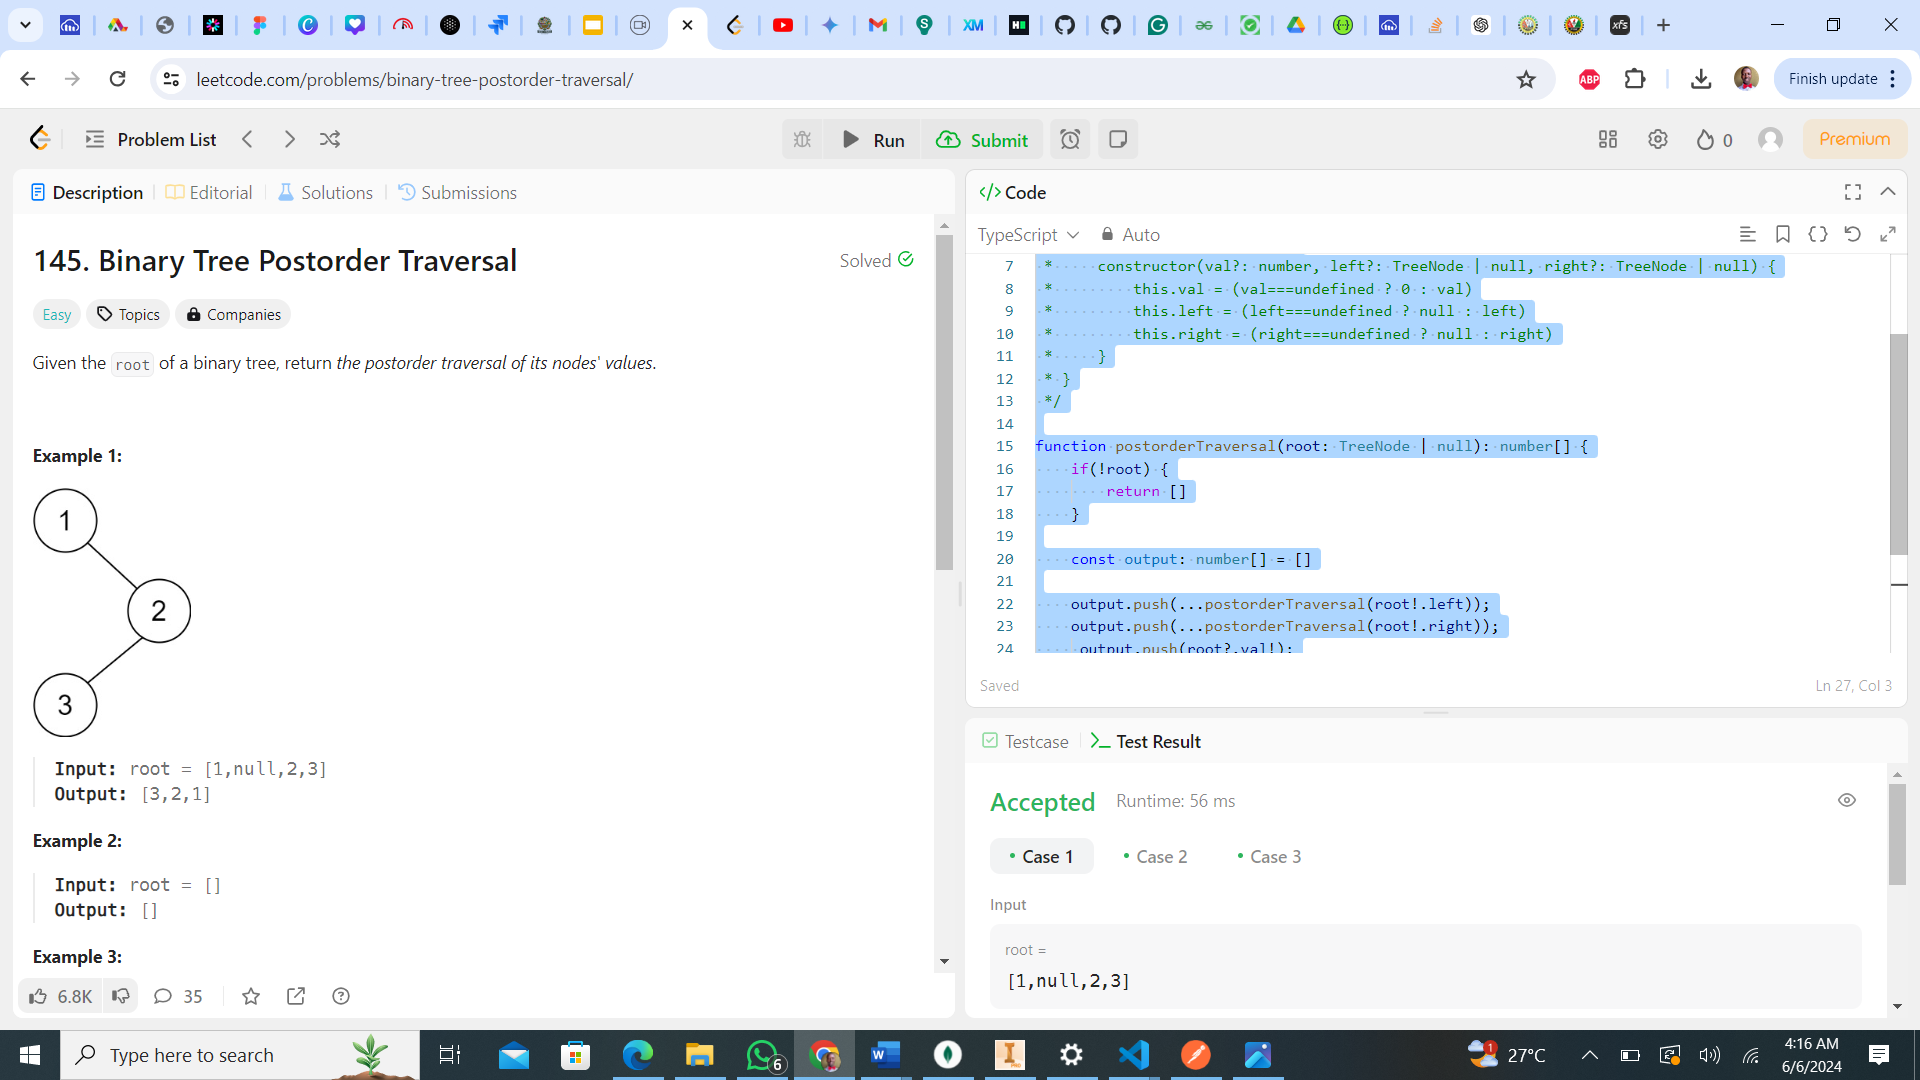 leetcode.com/problems/binary-tree-postorder-traversal/
ABP
Finish update
Problem List
Run
Submit
0
Premium
Description
Editorial
Solutions
Submissions
145. Binary Tree Postorder Traversal
Solved
Easy
Topics
Companies
Given the root of a binary tree, return the postorder traversal of its nodes' values.
Example 1:
1
2
3
Input: root = [1,null,2,3]
Output: [3,2,1]
Example 2:
Input: root = []
Output: []
Example 3:
6.8K
35
</> Code
TypeScript
Auto
7 * constructor(val?: number, left?: TreeNode | null, right?: TreeNode | null) {
8 * this.val = (val===undefined ? 0 : val)
9 * this.left = (left===undefined ? null : left)
10 * this.right = (right===undefined ? null : right)
11 * }
12 * }
13 */
14
15 function postorderTraversal(root: TreeNode | null): number[] {
16 if(!root) {
17 return []
18 }
19
20 const output: number[] = []
21
22 output.push(...postorderTraversal(root!.left));
23 output.push(...postorderTraversal(root!.right));
24 output.push(root?.val!);
Saved
Ln 27, Col 3
Testcase
Test Result
Accepted
Runtime: 56 ms
Case 1
Case 2
Case 3
Input
root =
[1,null,2,3]
Type here to search
6
1
27°C
4:16 AM
6/6/2024